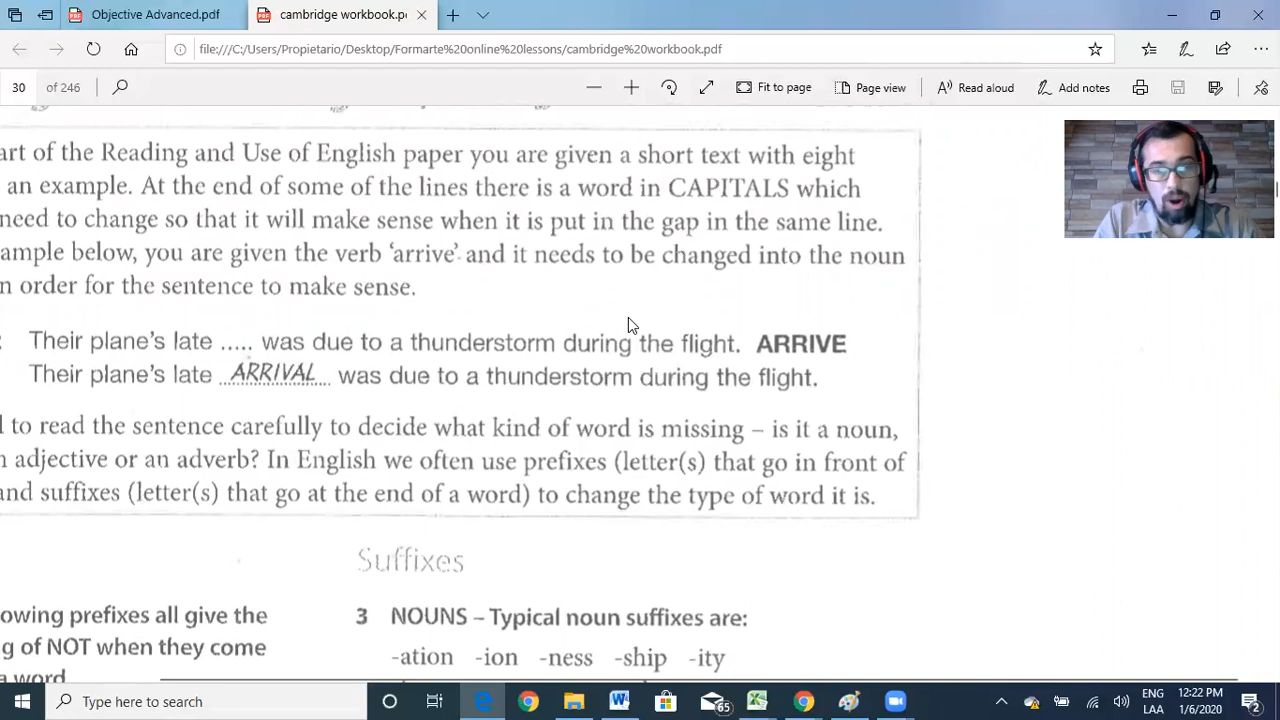 Objective Advanced.pdf
cambridge workbook.pc
file:///C:/Users/Propietario/Desktop/Formarte%20online%20lessons/cambridge%20workbook.pdf
30 of 246
Fit to page
Page view
Read aloud
Add notes
art of the Reading and Use of English paper you are given a short text with eight
an example. At the end of some of the lines there is a word in CAPITALS which
need to change so that it will make sense when it is put in the gap in the same line.
ample below, you are given the verb 'arrive' and it needs to be changed into the noun
n order for the sentence to make sense.
: Their plane's late ..... was due to a thunderstorm during the flight. ARRIVE
Their plane's late ...ARRIVAL... was due to a thunderstorm during the flight.
l to read the sentence carefully to decide what kind of word is missing – is it a noun,
n adjective or an adverb? In English we often use prefixes (letter(s) that go in front of
and suffixes (letter(s) that go at the end of a word) to change the type of word it is.
Suffixes
owing prefixes all give the
g of NOT when they come
a word
3 NOUNS – Typical noun suffixes are:
-ation -ion -ness -ship -ity
Type here to search
65
ENG
LAA
12:22 PM
1/6/2020
2